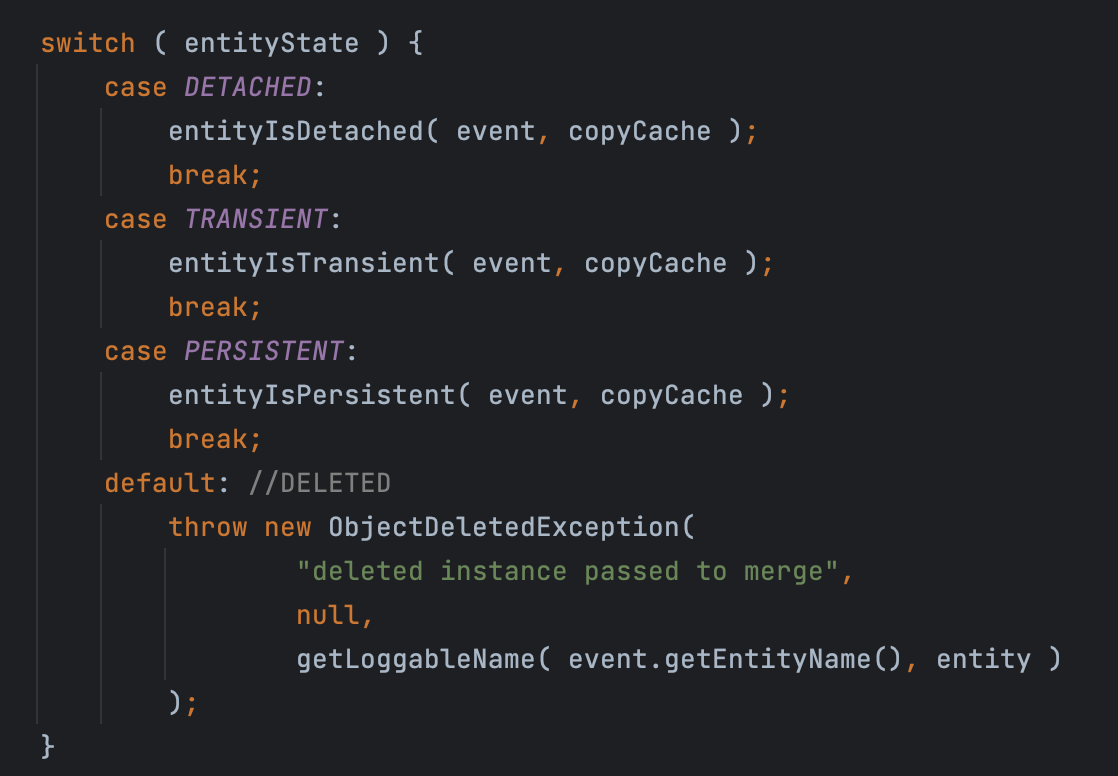 switch ( entityState ) {
    case DETACHED:
        entityIsDetached( event, copyCache );
        break;
    case TRANSIENT:
        entityIsTransient( event, copyCache );
        break;
    case PERSISTENT:
        entityIsPersistent( event, copyCache );
        break;
    default: //DELETED
        throw new ObjectDeletedException(
                "deleted instance passed to merge",
                null,
                getLoggableName( event.getEntityName(), entity )
        );
}